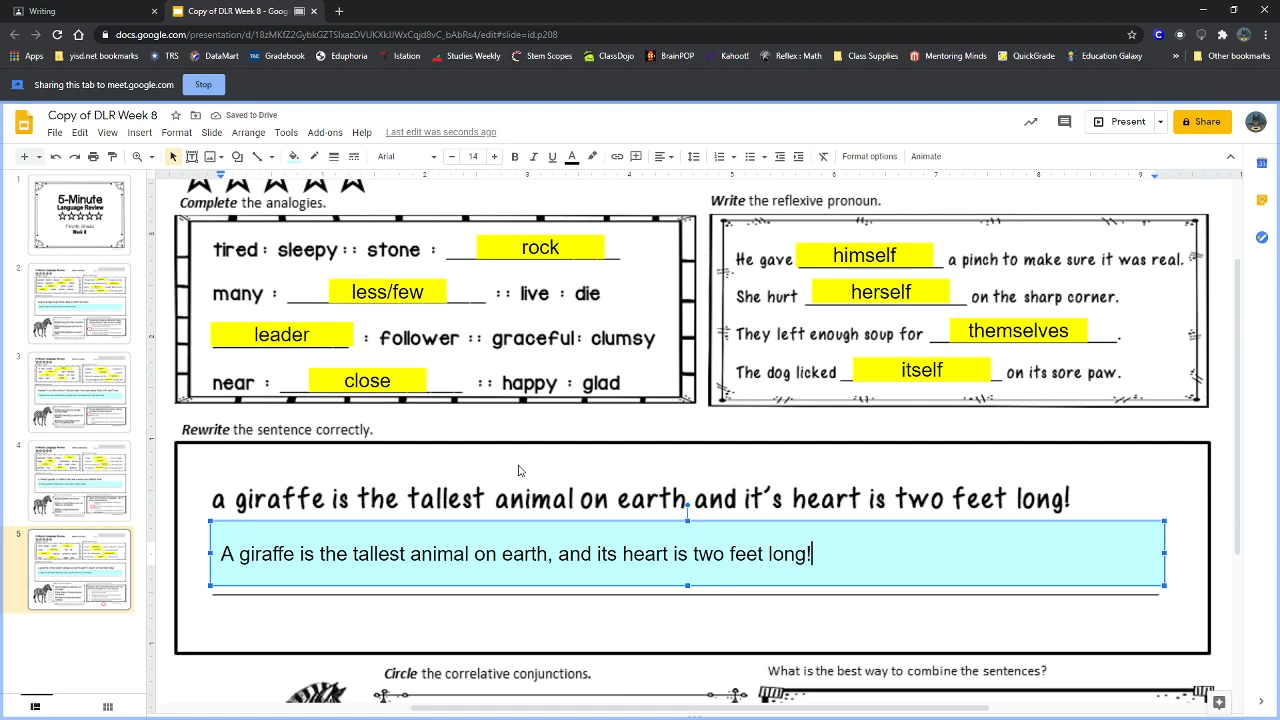 Writing
Copy of DLR Week 8 - Google S
docs.google.com/presentation/d/18zMKfZ2GybkGZTSlxazDVUKXkJJWxCqjd8vC_bAbRs4/edit#slide=id.p208
Apps
yisd.net bookmarks
TRS
DataMart
Gradebook
Euphoria
Istation
Studies Weekly
Stem Scopes
ClassDojo
BrainPOP
Kahoot!
Reflex: Math
Class Supplies
Mentoring Minds
QuickGrade
Education Galaxy
Other bookmarks
Sharing this tab to meet.google.com
Stop
Copy of DLR Week 8
Saved to Drive
File Edit View Insert Format Slide Arrange Tools Add-ons Help Last edit was seconds ago
Present
Share
Arial
14
Format options
Animate
1
5-Minute
Language Review
Fourth Grade
Week 8
2
3
4
5
Complete the analogies.
tired : sleepy :: stone : rock
many : less/few :: live : die
leader : follower :: graceful : clumsy
near : close :: happy : glad
Write the reflexive pronoun.
He gave himself a pinch to make sure it was real.
She hurt herself on the sharp corner.
They left enough soup for themselves.
The dog licked itself on its sore paw.
Rewrite the sentence correctly.
a giraffe is the tallest animal on earth and it's heart is two feet long!
A giraffe is the tallest animal on earth, and its heart is two feet long!
Circle the correlative conjunctions.
What is the best way to combine the sentences?